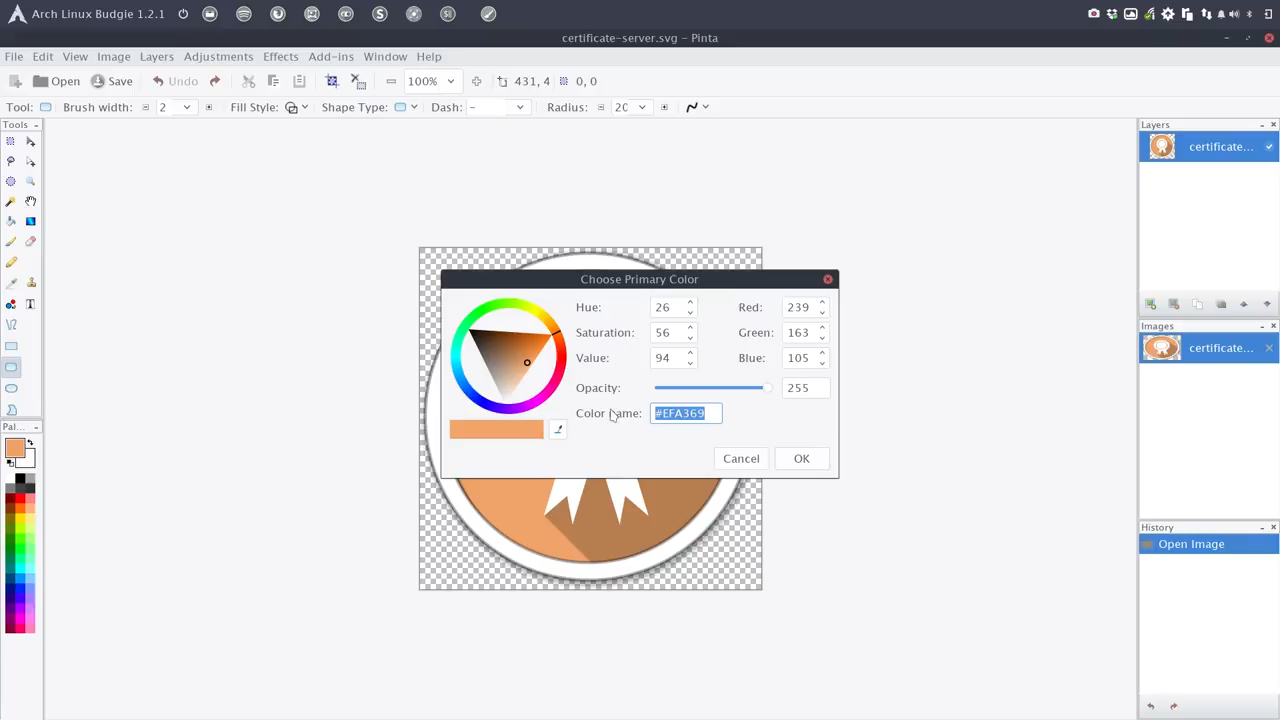 Arch Linux Budgie 1.2.1
certificate-server.svg – Pinta
File Edit View Image Layers Adjustments Effects Add-ins Window Help
Open Save Undo 100% 431, 4 0, 0
Tool: Brush width: 2 Fill Style: Shape Type: Dash: - Radius: 20
Tools
Layers
certificate...
Choose Primary Color
Hue: 26 Red: 239
Saturation: 56 Green: 163
Value: 94 Blue: 105
Opacity: 255
Color name: #EFA369
Cancel OK
Images
certificate...
Pal...
History
Open Image